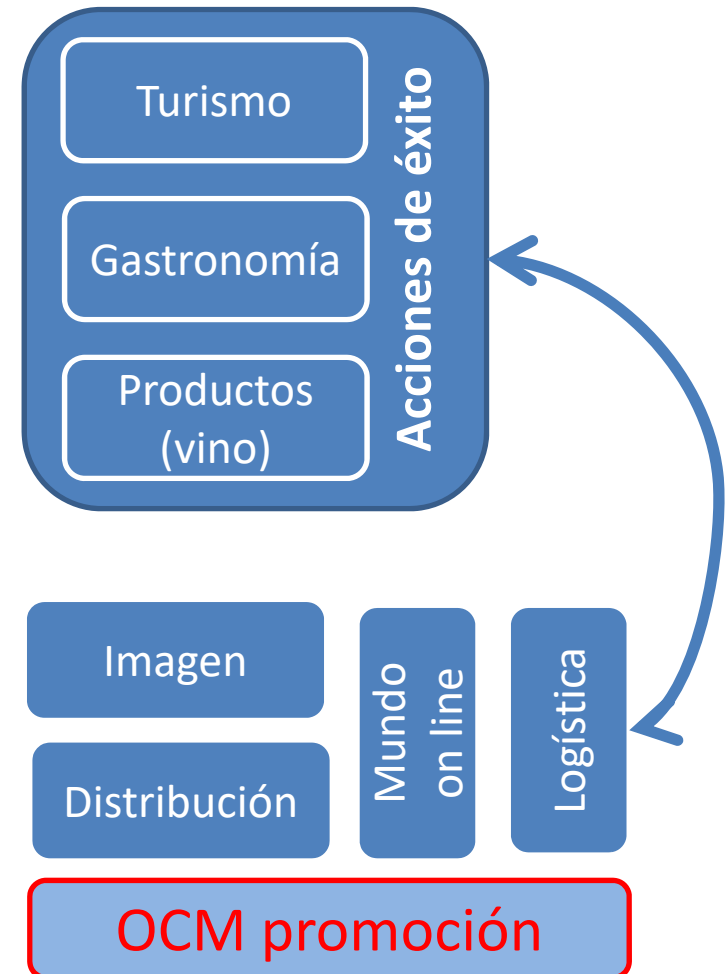 Turismo
Gastronomía
Productos
(vino)
Acciones de éxito
Imagen
Distribución
Mundo
on line
Logística
OCM promoción